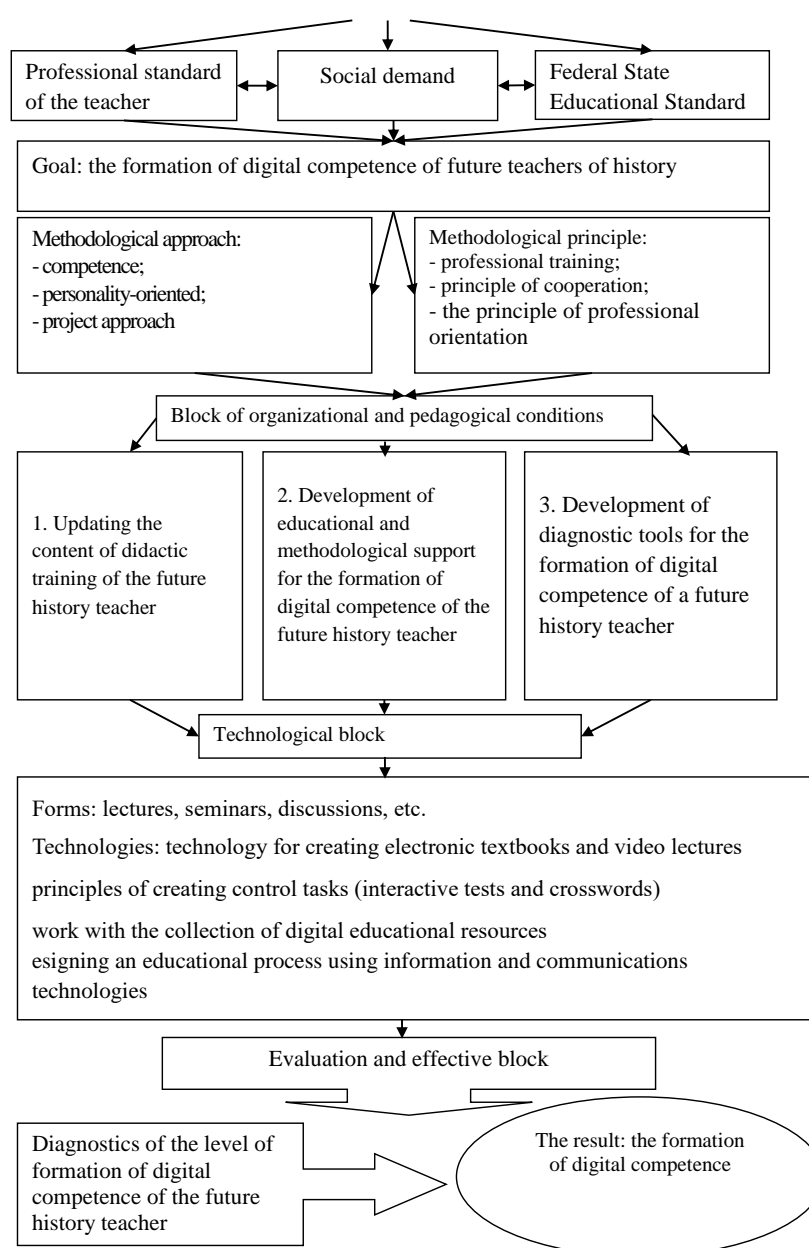 Professional standard
of the teacher
Social demand
Federal State
Educational Standard
Goal: the formation of digital competence of future teachers of history
Methodological approach:
- competence;
- personality-oriented;
- project approach
Methodological principle:
- professional training;
- principle of cooperation;
- the principle of professional
orientation
Block of organizational and pedagogical conditions
1. Updating the
content of didactic
training of the future
history teacher
2. Development of
educational and
methodological support
for the formation of
digital competence of the
future history teacher
3. Development of
diagnostic tools for the
formation of digital
competence of a future
history teacher
Technological block
Forms: lectures, seminars, discussions, etc.
Technologies: technology for creating electronic textbooks and video lectures
principles of creating control tasks (interactive tests and crosswords)
work with the collection of digital educational resources
esigning an educational process using information and communications
technologies
Evaluation and effective block
Diagnostics of the level of
formation of digital
competence of the future
history teacher
The result: the formation
of digital competence